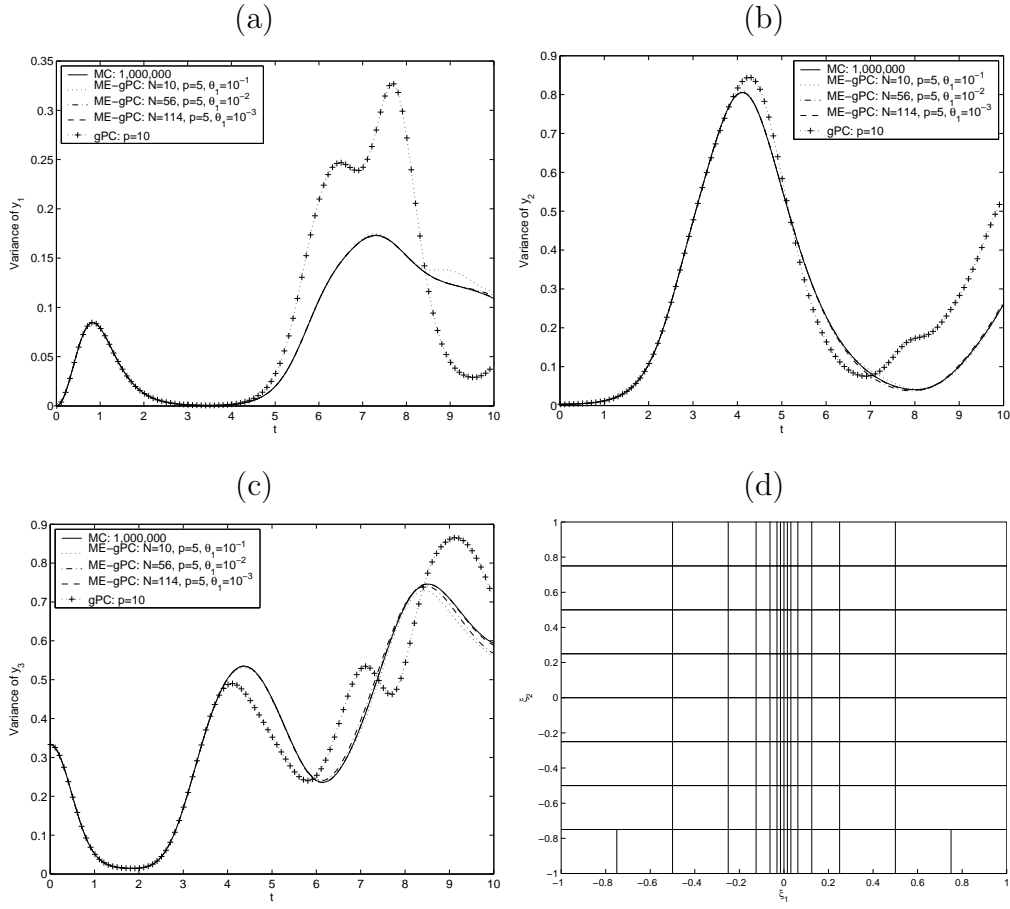 (a)
0.35
0.3
0.25
0.2
0.15
0.1
0.05
0
Variance of y1
MC: 1,000,000
ME−gPC: N=10, p=5, θ1=10−1
ME−gPC: N=56, p=5, θ1=10−2
ME−gPC: N=114, p=5, θ1=10−3
gPC: p=10
0 1 2 3 4 5 6 7 8 9 10
t
(b)
0.9
0.8
0.7
0.6
0.5
0.4
0.3
0.2
0.1
0
Variance of y2
MC: 1,000,000
ME−gPC: N=10, p=5, θ1=10−1
ME−gPC: N=56, p=5, θ1=10−2
ME−gPC: N=114, p=5, θ1=10−3
gPC: p=10
0 1 2 3 4 5 6 7 8 9 10
t
(c)
0.9
0.8
0.7
0.6
0.5
0.4
0.3
0.2
0.1
0
Variance of y3
MC: 1,000,000
ME−gPC: N=10, p=5, θ1=10−1
ME−gPC: N=56, p=5, θ1=10−2
ME−gPC: N=114, p=5, θ1=10−3
gPC: p=10
0 1 2 3 4 5 6 7 8 9 10
t
(d)
1
0.8
0.6
0.4
0.2
0
−0.2
−0.4
−0.6
−0.8
−1
ξ2
−1 −0.8 −0.6 −0.4 −0.2 0 0.2 0.4 0.6 0.8 1
ξ1